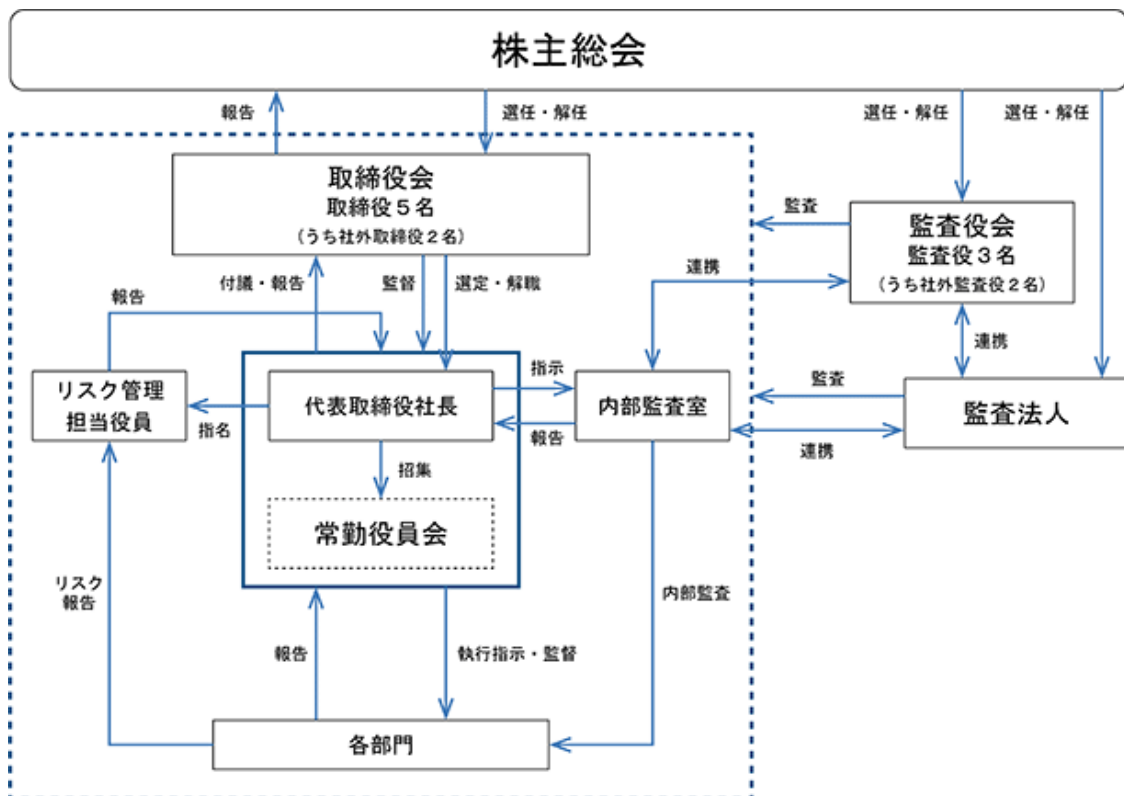 株主総会
報告
選任・解任
選任・解任
選任・解任
取締役会
取締役5名
(うち社外取締役2名)
監査
監査役会
監査役3名
(うち社外監査役2名)
連携
付議・報告
監督
選定・解職
報告
連携
リスク管理
担当役員
指名
代表取締役社長
指示
報告
内部監査室
監査
連携
監査法人
招集
常勤役員会
リスク
報告
内部監査
報告
執行指示・監督
各部門